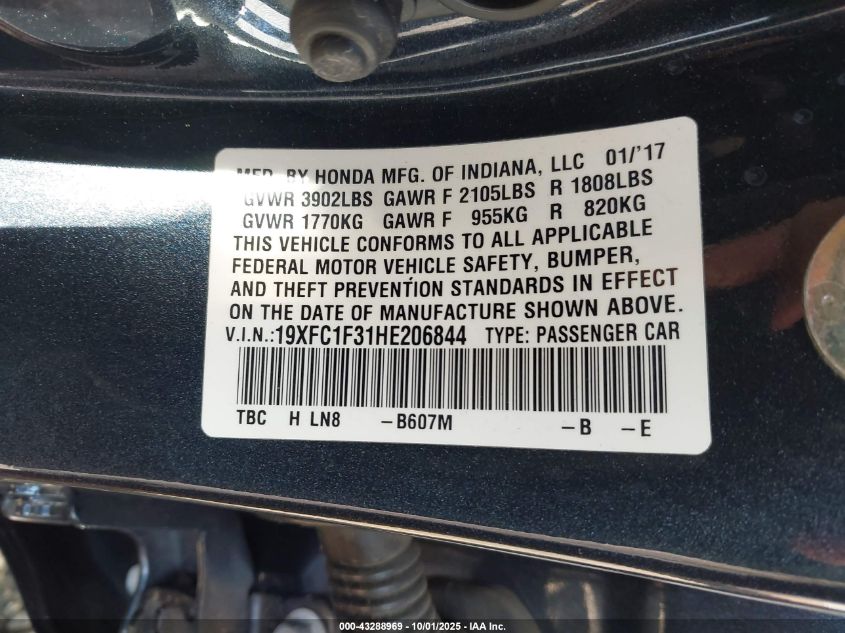 MFD. BY HONDA MFG. OF INDIANA, LLC 01/'17
GVWR 3902LBS GAWR F 2105LBS R 1808LBS
GVWR 1770KG GAWR F 955KG R 820KG
THIS VEHICLE CONFORMS TO ALL APPLICABLE
FEDERAL MOTOR VEHICLE SAFETY, BUMPER,
AND THEFT PREVENTION STANDARDS IN EFFECT
ON THE DATE OF MANUFACTURE SHOWN ABOVE.
V.I.N.:19XFC1F31HE206844 TYPE: PASSENGER CAR
TBC H LN8 -B607M -B -E
000-43288969 - 10/01/2025 - © IAA Inc.